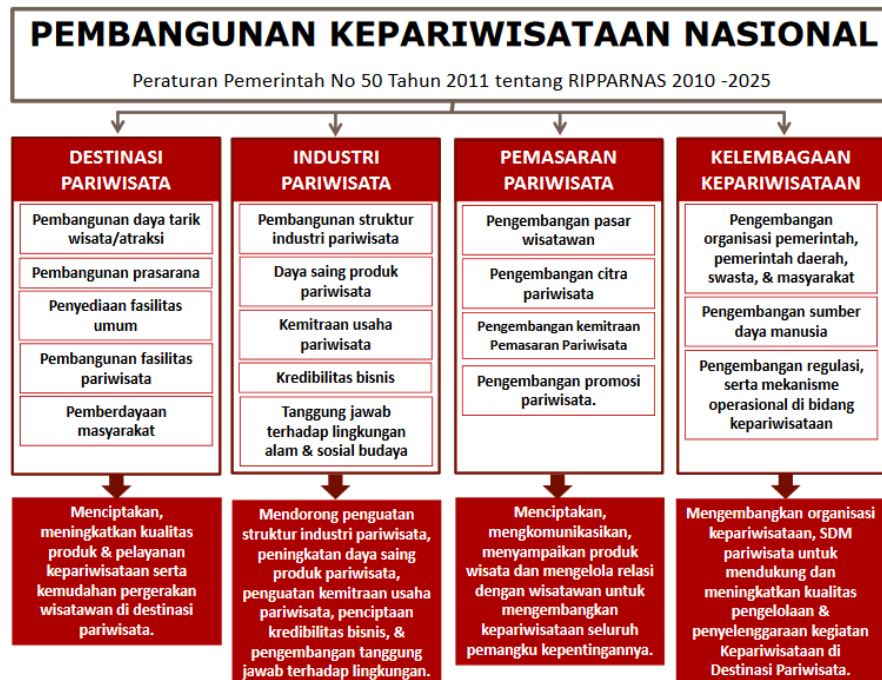 PEMBANGUNAN KEPARIWISATAAN NASIONAL
Peraturan Pemerintah No 50 Tahun 2011 tentang RIPPARNAS 2010 -2025
DESTINASI
PARIWISATA
Pembangunan daya tarik
wisata/atraksi
Pembangunan prasarana
Penyediaan fasilitas
umum
Pembangunan fasilitas
pariwisata
Pemberdayaan
masyarakat
Menciptakan,
meningkatkan kualitas
produk & pelayanan
kepariwisataan serta
kemudahan pergerakan
wisatawan di destinasi
pariwisata.
INDUSTRI
PARIWISATA
Pembangunan struktur
industri pariwisata
Daya saing produk
pariwisata
Kemitraan usaha
pariwisata
Kredibilitas bisnis
Tanggung jawab
terhadap lingkungan
alam & sosial budaya
Mendorong penguatan
struktur industri pariwisata,
peningkatan daya saing
produk pariwisata,
penguatan kemitraan usaha
pariwisata, penciptaan
kredibilitas bisnis, &
pengembangan tanggung
jawab terhadap lingkungan.
PEMASARAN
PARIWISATA
Pengembangan pasar
wisatawan
Pengembangan citra
pariwisata
Pengembangan kemitraan
Pemasaran Pariwisata
Pengembangan promosi
pariwisata.
Menciptakan,
mengkomunikasikan,
menyampaikan produk
wisata dan mengelola relasi
dengan wisatawan untuk
mengembangkan
kepariwisataan seluruh
pemangku kepentingannya.
KELEMBAGAAN
KEPARIWISATAAN
Pengembangan
organisasi pemerintah,
pemerintah daerah,
swasta, & masyarakat
Pengembangan sumber
daya manusia
Pengembangan regulasi,
serta mekanisme
operasional di bidang
kepariwisataan
Mengembangkan organisasi
kepariwisataan, SDM
pariwisata untuk
mendukung dan
meningkatkan kualitas
pengelolaan &
penyelenggaraan kegiatan
Kepariwisataan di
Destinasi Pariwisata.